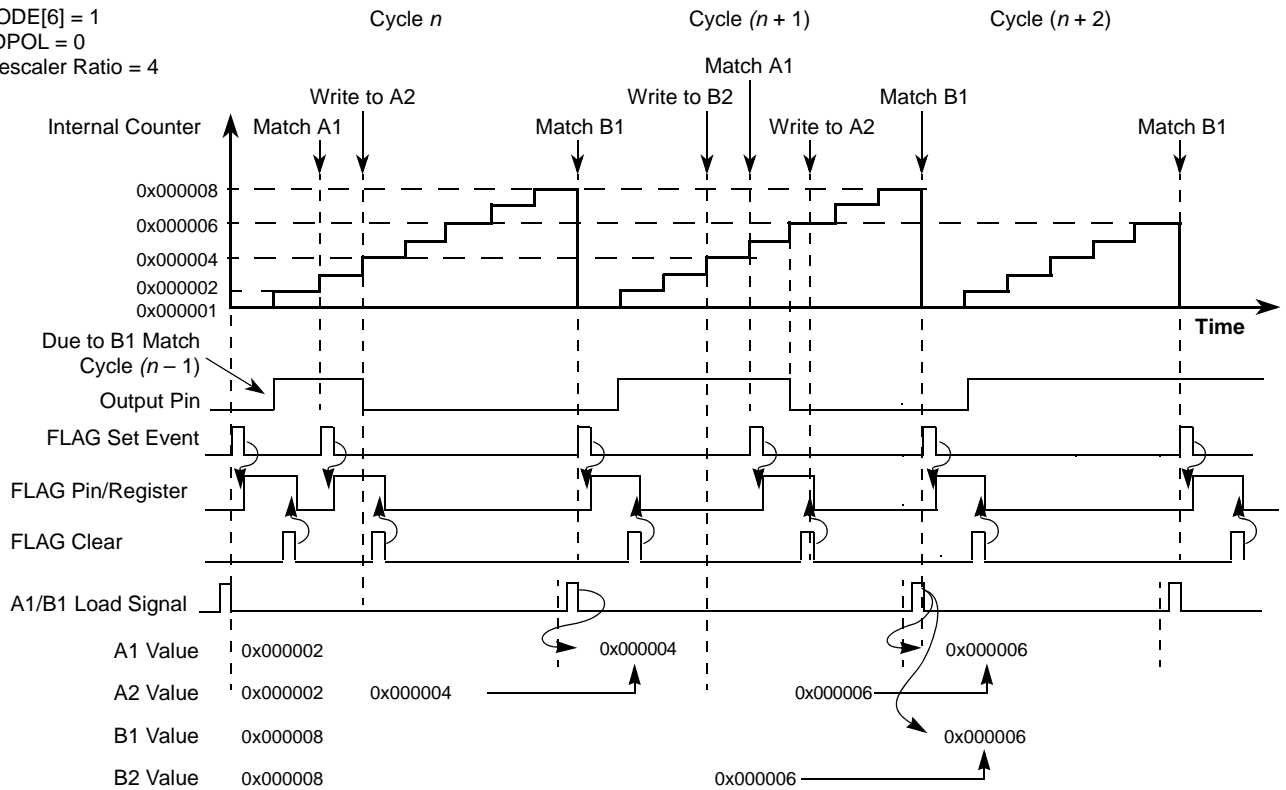 ODE[6] = 1
Cycle n
Cycle (n + 1)
Cycle (n + 2)
DPOL = 0
escaler Ratio = 4
Match A1
Write to A2
Write to B2
Match B1
Internal Counter
Match A1
Match B1
Write to A2
Match B1
0x000008
0x000006
0x000004
0x000002
0x000001
Time
Due to B1 Match
Cycle (n – 1)
Output Pin
FLAG Set Event
FLAG Pin/Register
FLAG Clear
A1/B1 Load Signal
A1 Value 0x000002 0x000004 0x000006
A2 Value 0x000002 0x000004 0x000006
B1 Value 0x000008 0x000006
B2 Value 0x000008 0x000006